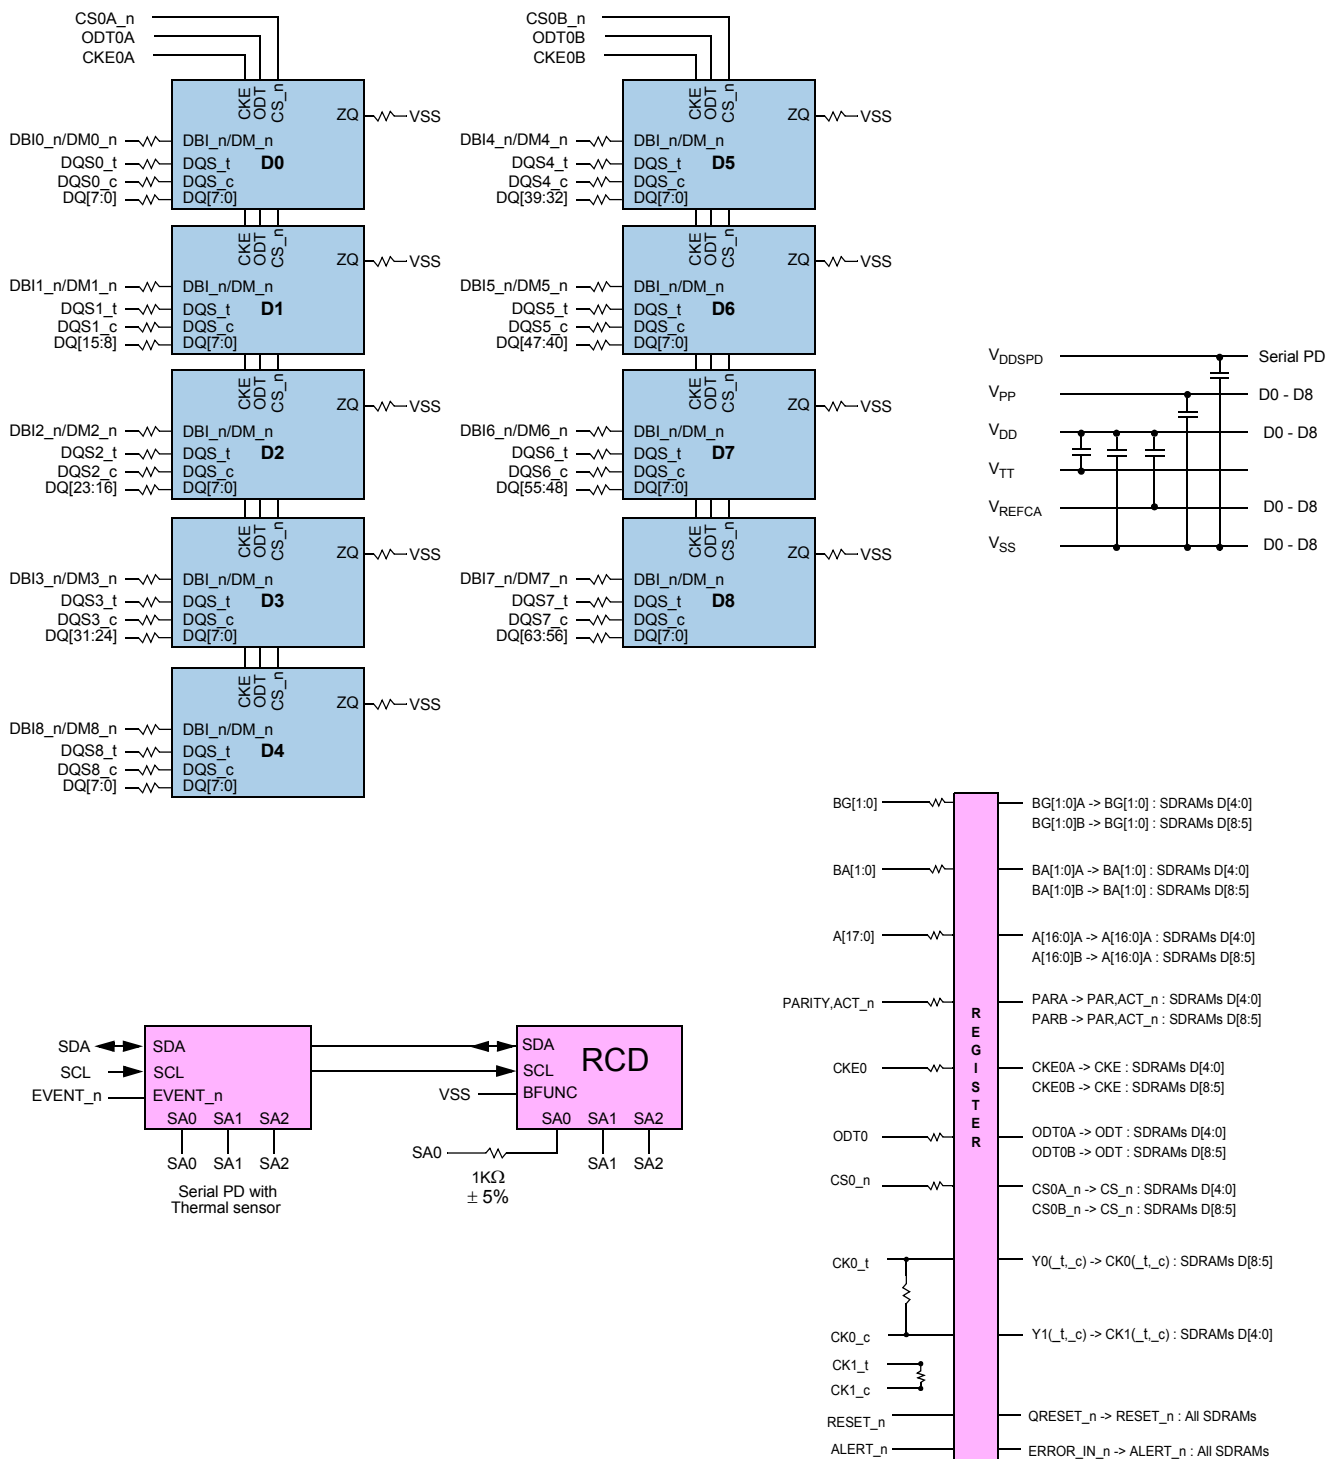 CS0A_n
ODT0A
CKE0A
CKE
ODT
CS_n
ZQ
VSS
DBI0_n/DM0_n
DBI_n/DM_n
DQS0_t
DQS_t
D0
DQS0_c
DQS_c
DQ[7:0]
DQ[7:0]
CKE
ODT
CS_n
ZQ
VSS
DBI1_n/DM1_n
DBI_n/DM_n
DQS1_t
DQS_t
D1
DQS1_c
DQS_c
DQ[15:8]
DQ[7:0]
CKE
ODT
CS_n
ZQ
VSS
DBI2_n/DM2_n
DBI_n/DM_n
DQS2_t
DQS_t
D2
DQS2_c
DQS_c
DQ[23:16]
DQ[7:0]
CKE
ODT
CS_n
ZQ
VSS
DBI3_n/DM3_n
DBI_n/DM_n
DQS3_t
DQS_t
D3
DQS3_c
DQS_c
DQ[31:24]
DQ[7:0]
CKE
ODT
CS_n
ZQ
VSS
DBI8_n/DM8_n
DBI_n/DM_n
DQS8_t
DQS_t
D4
DQS8_c
DQS_c
DQ[7:0]
DQ[7:0]
CS0B_n
ODT0B
CKE0B
CKE
ODT
CS_n
ZQ
VSS
DBI4_n/DM4_n
DBI_n/DM_n
DQS4_t
DQS_t
D5
DQS4_c
DQS_c
DQ[39:32]
DQ[7:0]
CKE
ODT
CS_n
ZQ
VSS
DBI5_n/DM5_n
DBI_n/DM_n
DQS5_t
DQS_t
D6
DQS5_c
DQS_c
DQ[47:40]
DQ[7:0]
CKE
ODT
CS_n
ZQ
VSS
DBI6_n/DM6_n
DBI_n/DM_n
DQS6_t
DQS_t
D7
DQS6_c
DQS_c
DQ[55:48]
DQ[7:0]
CKE
ODT
CS_n
ZQ
VSS
DBI7_n/DM7_n
DBI_n/DM_n
DQS7_t
DQS_t
D8
DQS7_c
DQS_c
DQ[63:56]
DQ[7:0]
VDDSPD
Serial PD
VPP
D0 - D8
VDD
D0 - D8
VTT
VREFCA
D0 - D8
VSS
D0 - D8
SDA
SDA
SCL
SCL
EVENT_n
EVENT_n
SA0 SA1 SA2
SA0 SA1 SA2
Serial PD with
Thermal sensor
SDA
RCD
SCL
VSS
BFUNC
SA0 SA1 SA2
SA0
SA1 SA2
1KΩ
± 5%
REGISTER
BG[1:0]
BG[1:0]A -> BG[1:0] : SDRAMs D[4:0]
BG[1:0]B -> BG[1:0] : SDRAMs D[8:5]
BA[1:0]
BA[1:0]A -> BA[1:0] : SDRAMs D[4:0]
BA[1:0]B -> BA[1:0] : SDRAMs D[8:5]
A[17:0]
A[16:0]A -> A[16:0]A : SDRAMs D[4:0]
A[16:0]B -> A[16:0]A : SDRAMs D[8:5]
PARITY,ACT_n
PARA -> PAR,ACT_n : SDRAMs D[4:0]
PARB -> PAR,ACT_n : SDRAMs D[8:5]
CKE0
CKE0A -> CKE : SDRAMs D[4:0]
CKE0B -> CKE : SDRAMs D[8:5]
ODT0
ODT0A -> ODT : SDRAMs D[4:0]
ODT0B -> ODT : SDRAMs D[8:5]
CS0_n
CS0A_n -> CS_n : SDRAMs D[4:0]
CS0B_n -> CS_n : SDRAMs D[8:5]
CK0_t
Y0(_t,_c) -> CK0(_t,_c) : SDRAMs D[8:5]
CK0_c
Y1(_t,_c) -> CK1(_t,_c) : SDRAMs D[4:0]
CK1_t
CK1_c
RESET_n
QRESET_n -> RESET_n : All SDRAMs
ALERT_n
ERROR_IN_n -> ALERT_n : All SDRAMs